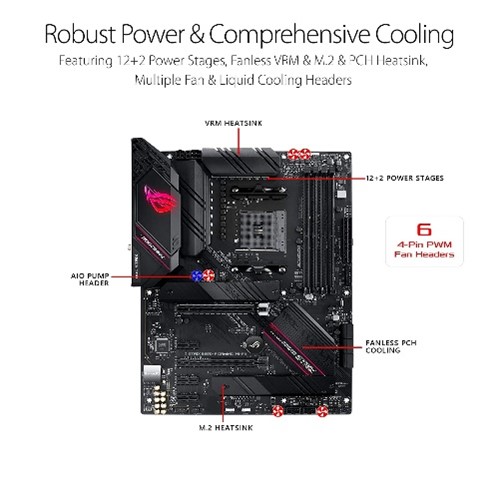 Robust Power & Comprehensive Cooling
Featuring 12+2 Power Stages, Fanless VRM & M.2 & PCH Heatsink,
Multiple Fan & Liquid Cooling Headers
VRM HEATSINK
12+2 POWER STAGES
6
4-Pin PWM
Fan Headers
AIO PUMP
HEADER
FANLESS PCH
COOLING
M.2 HEATSINK